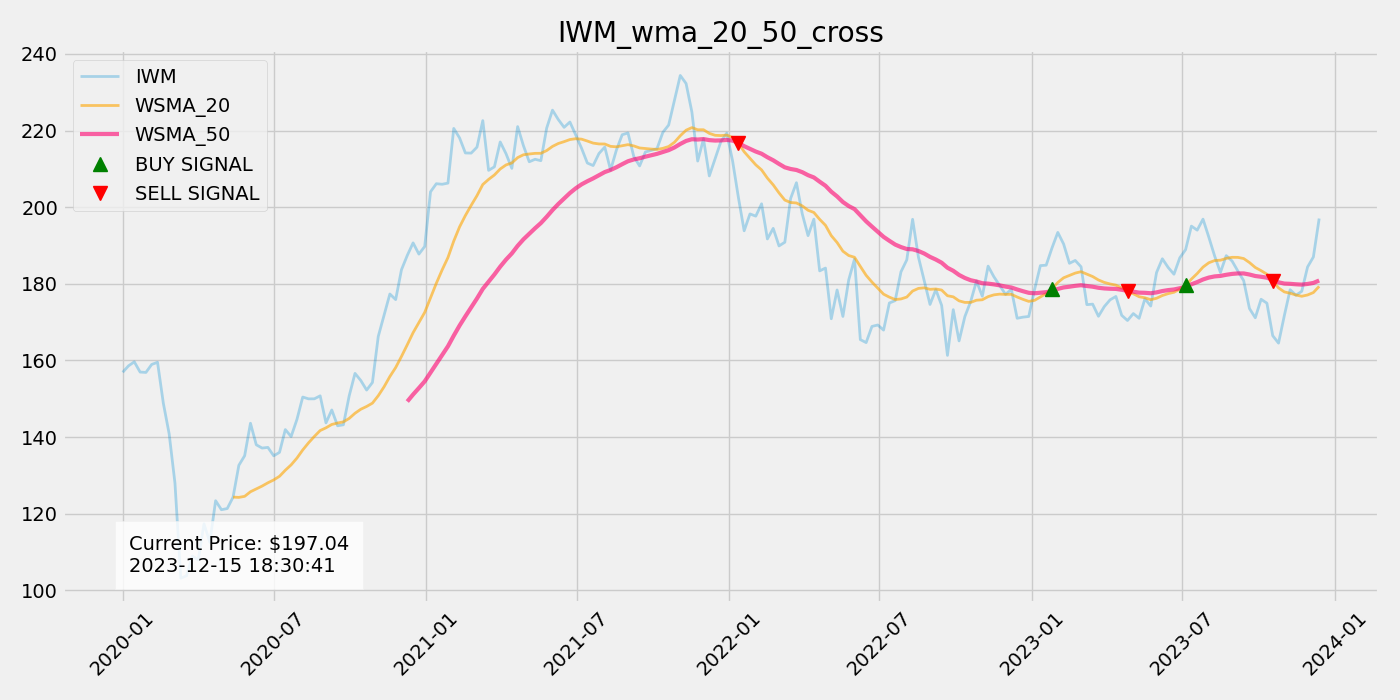 IWM_wma_20_50_cross
240
220
200
180
160
140
120
100
IWM
WSMA_20
WSMA_50
BUY SIGNAL
SELL SIGNAL
Current Price: $197.04
2023-12-15 18:30:41
2020-01
2020-07
2021-01
2021-07
2022-01
2022-07
2023-01
2023-07
2024-01